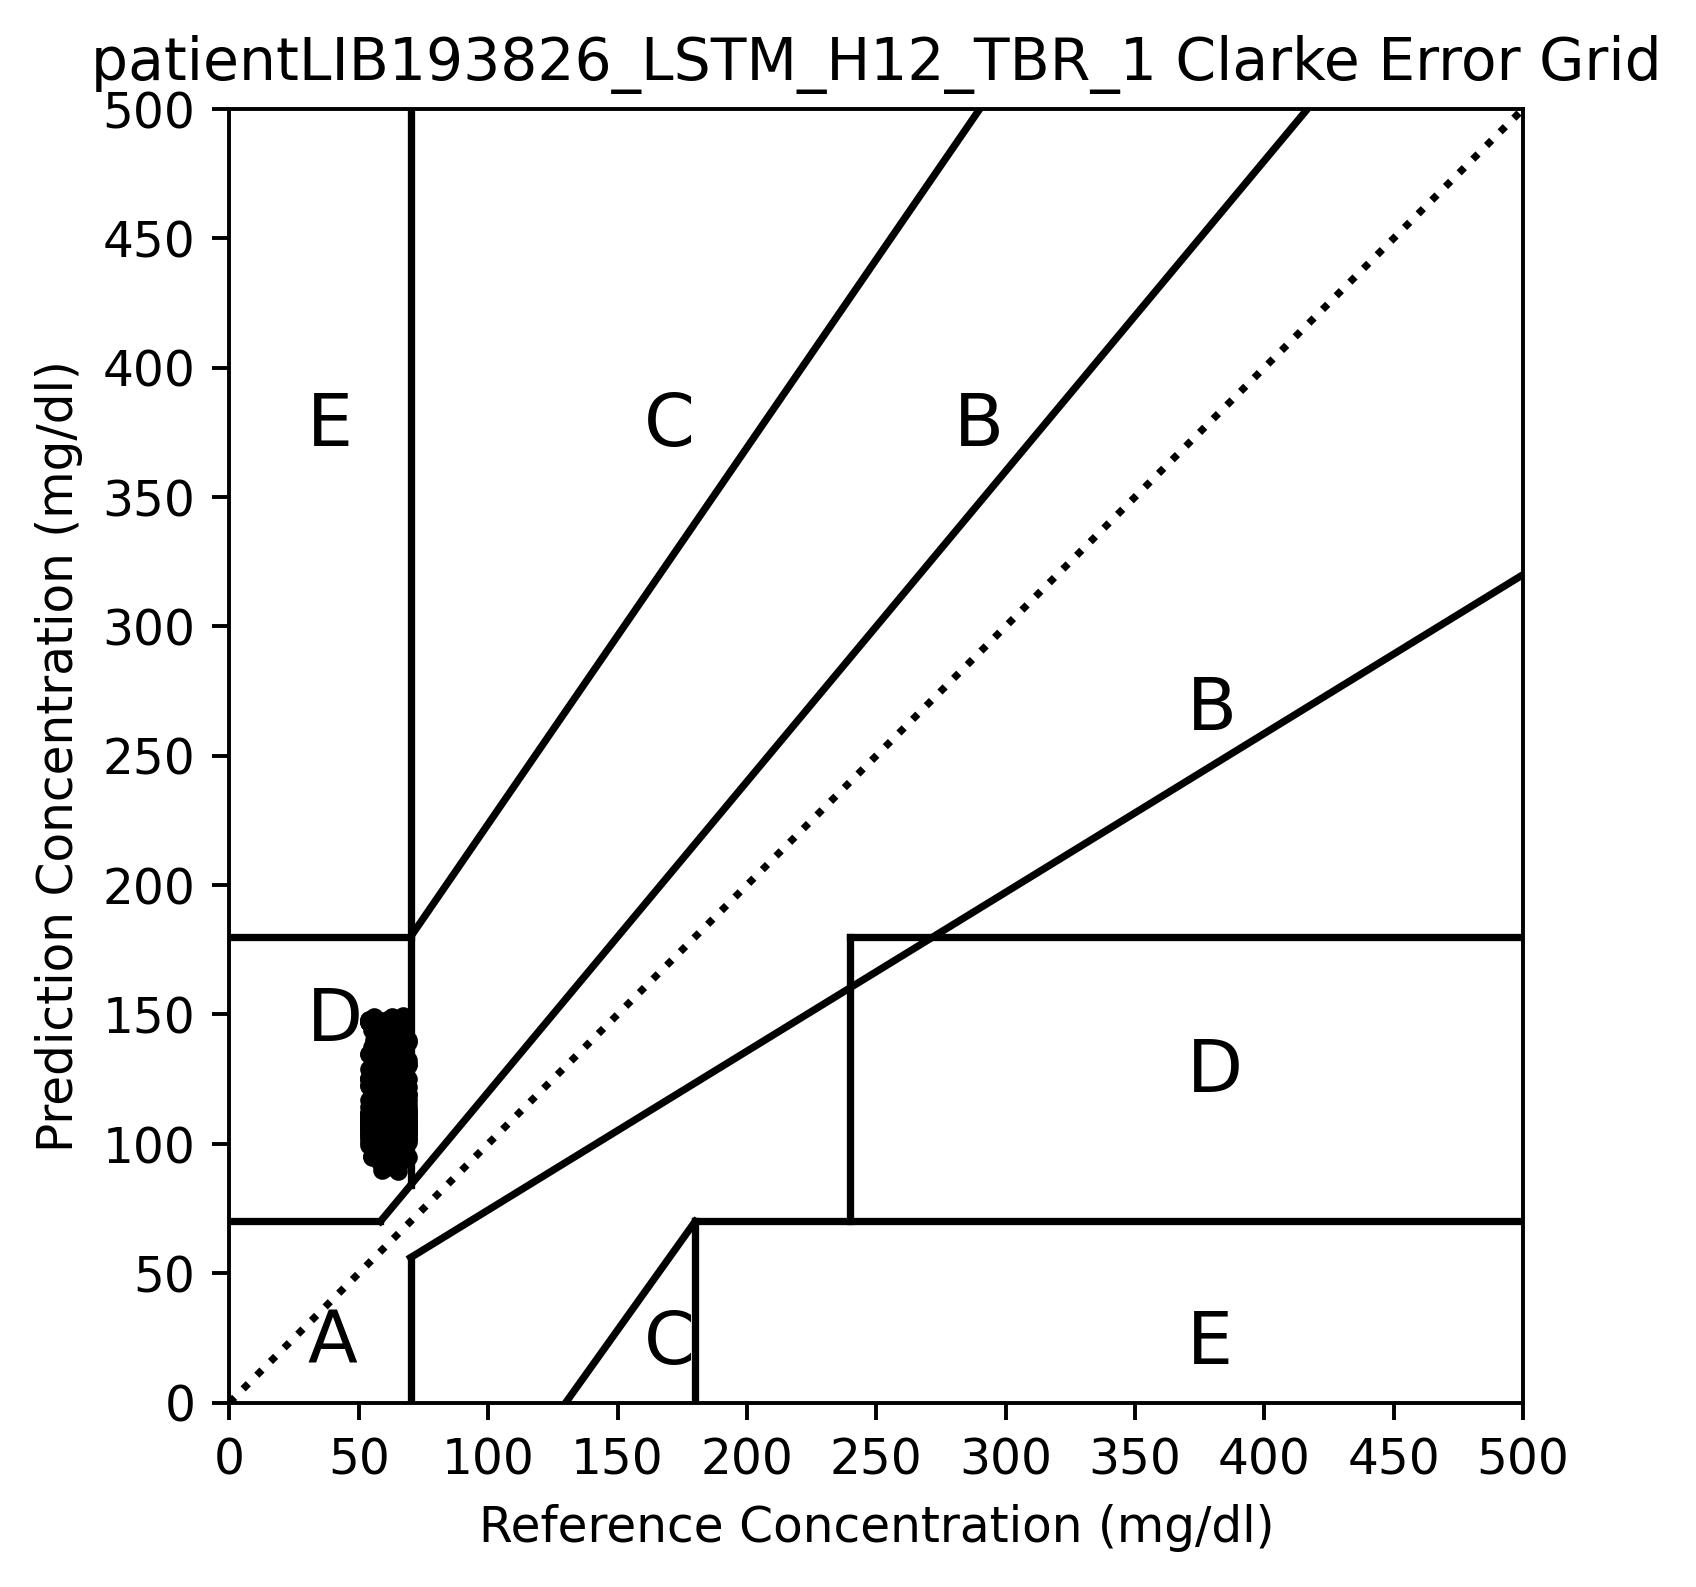 patientLIB193826_LSTM_H12_TBR_1 Clarke Error Grid
Prediction Concentration (mg/dl)
500
450
400
350
300
250
200
150
100
50
0
E
C
B
B
D
D
A
C
E
0 50 100 150 200 250 300 350 400 450 500
Reference Concentration (mg/dl)